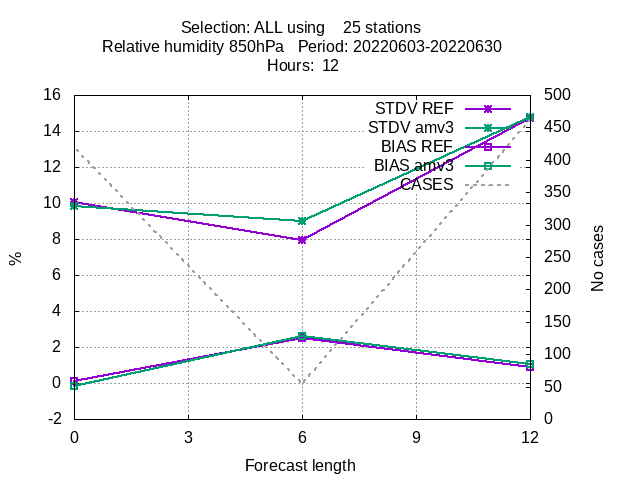 Selection: ALL using    25 stations
Relative humidity 850hPa   Period: 20220603-20220630
Hours:  12
STDV REF
STDV amv3
BIAS REF
BIAS amv3
CASES
16
14
12
10
8
6
4
2
0
-2
%
500
450
400
350
300
250
200
150
100
50
0
No cases
0 3 6 9 12
Forecast length